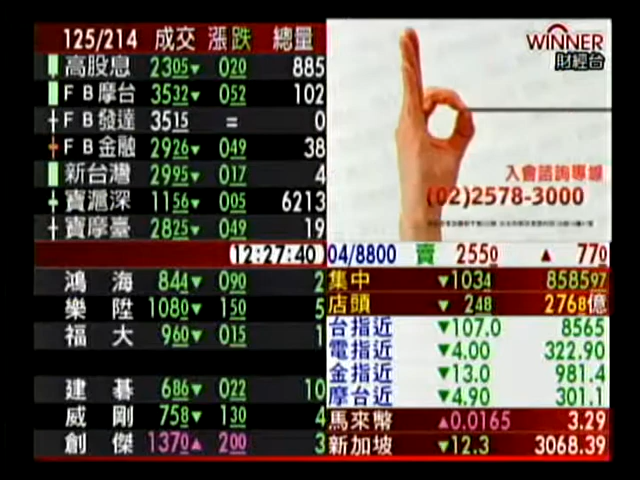 125/214 成交 漲跌 總量
高股息 2305▼ 020 885
FB摩台 3532▼ 052 102
FB發達 3515 = 0
FB金融 2926▼ 049 38
新台灣 2995▼ 017 4
寶滬深 1156▼ 005 6213
寶摩臺 2825▼ 049 19
WINNER
財經台
入會諮詢專線
(02)2578-3000
12:27:40 04/8800 賣 2550 ▲ 770
鴻海 844▼ 090 2
樂陞 1080▼ 150 5
福大 960▼ 015 1
建碁 686▼ 022 10
威剛 758▼ 130 4
創傑 1370▲ 200 3
集中 ▼1034 858597
店頭 ▼248 2768億
台指近 ▼107.0 8565
電指近 ▼4.00 322.90
金指近 ▼13.0 981.4
摩台近 ▼4.90 301.1
馬來幣 ▲0.0165 3.29
新加坡 ▼12.3 3068.39